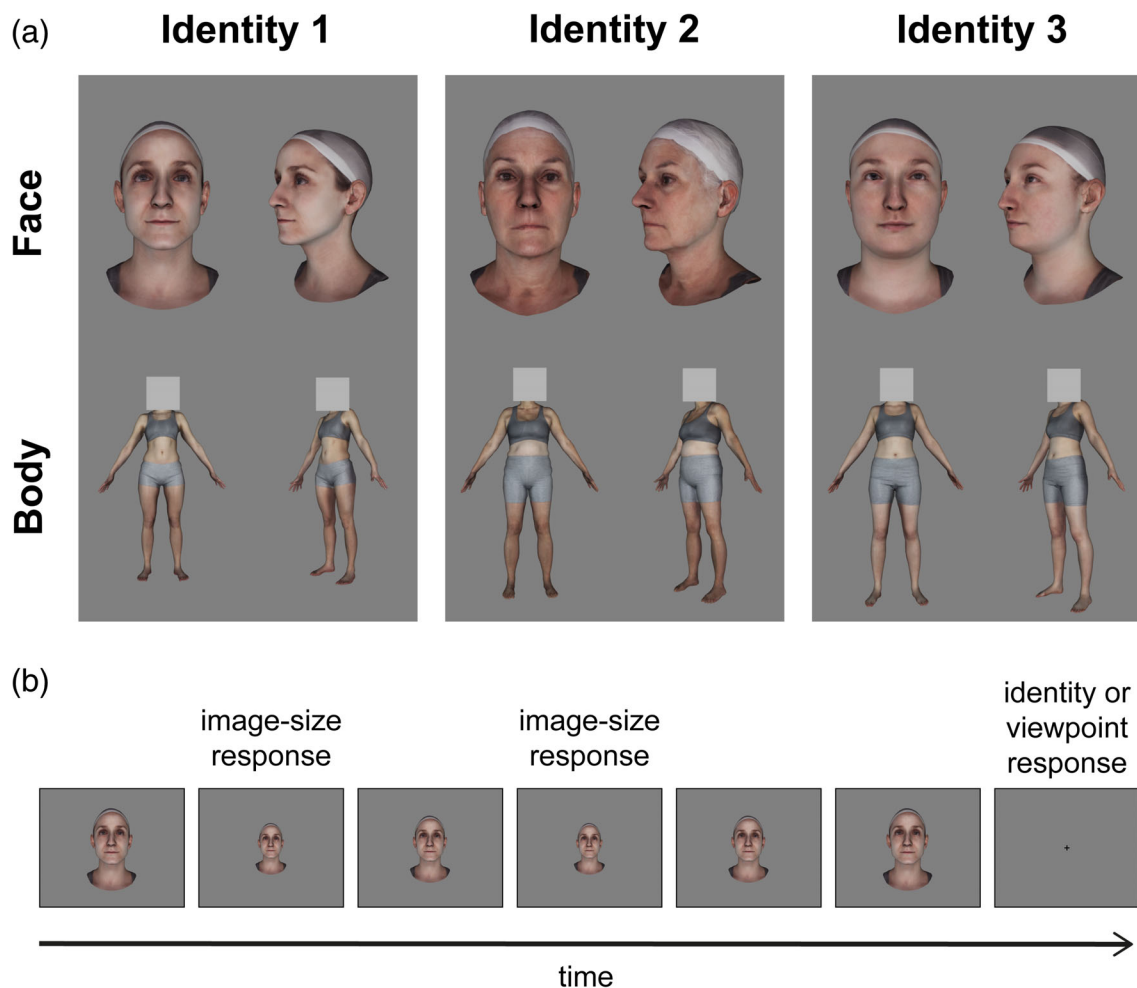 (a)
Identity 1
Identity 2
Identity 3
Face
Body
(b)
image-size
response
image-size
response
identity or
viewpoint
response
time